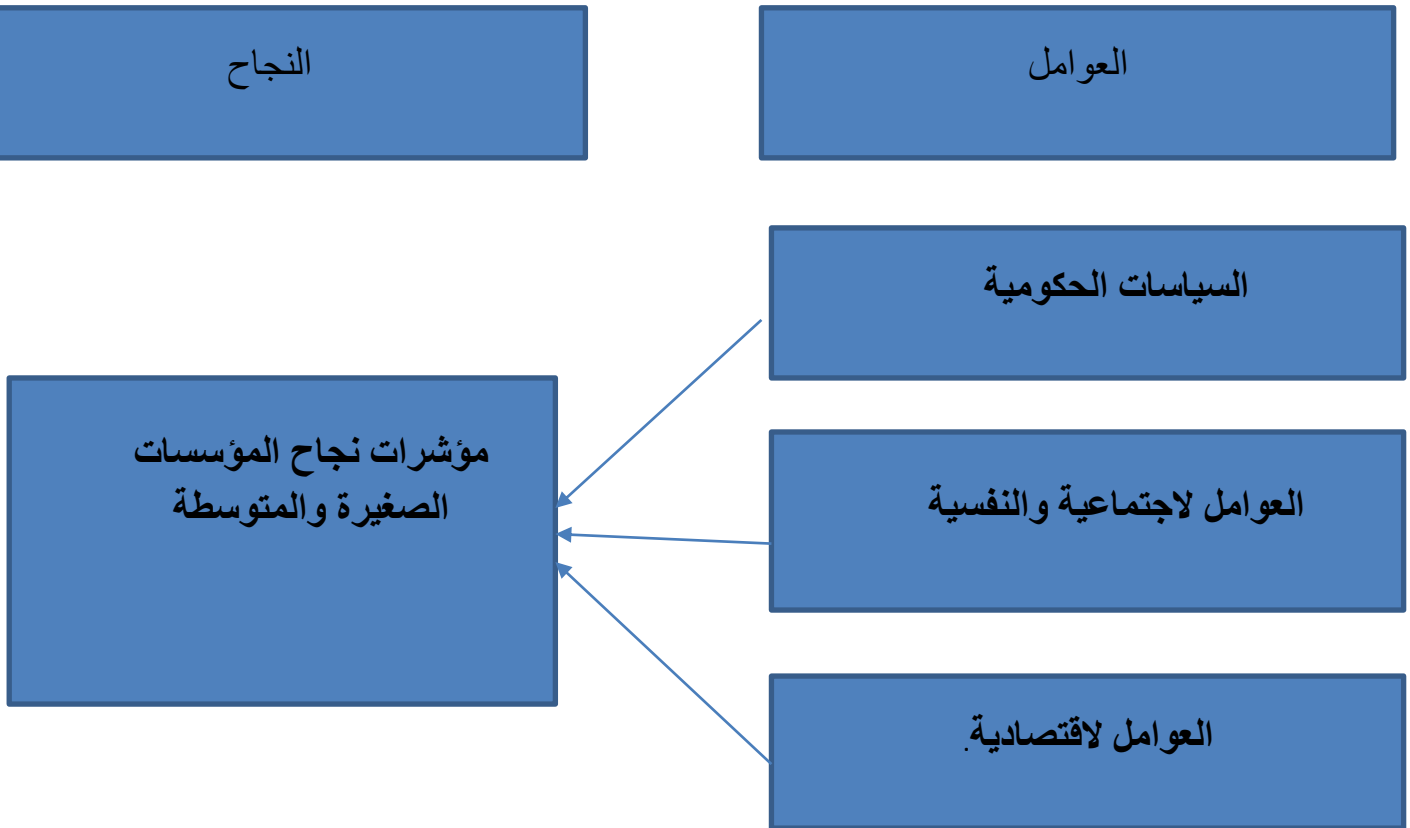 العوامل
النجاح
السياسات الحكومية
مؤشرات نجاح المؤسسات
الصغيرة والمتوسطة
العوامل لاجتماعية والنفسية
العوامل لاقتصادية.